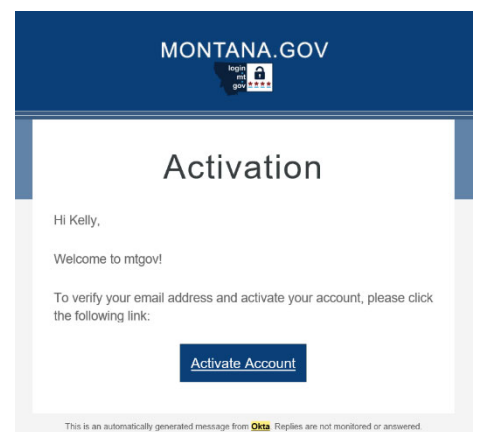 MONTANA.GOV
login
mt
gov
Activation
Hi Kelly,
Welcome to mtgov!
To verify your email address and activate your account, please click
the following link:
Activate Account
This is an automatically generated message from Okta. Replies are not monitored or answered.